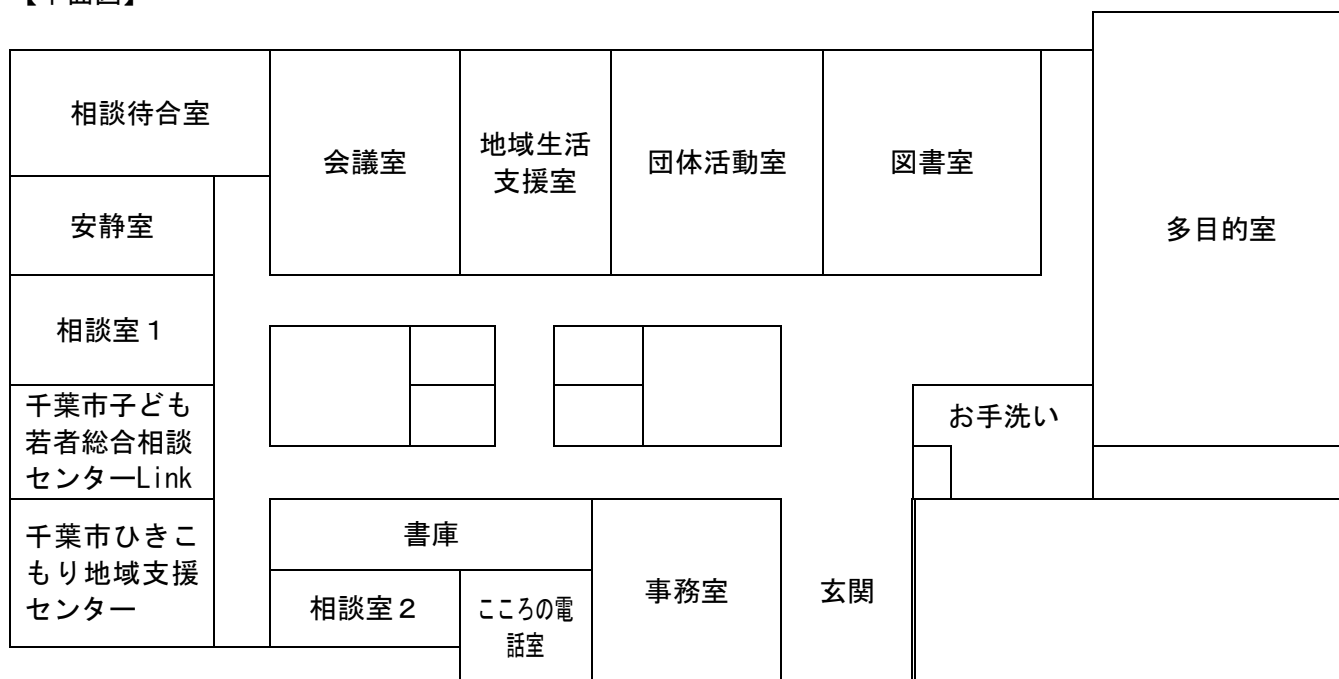 【平面図】
相談待合室
会議室
地域生活
支援室
団体活動室
図書室
多目的室
安静室
相談室１
千葉市子ども
若者総合相談
センターLink
お手洗い
千葉市ひきこ
もり地域支援
センター
書庫
相談室２
こころの電
話室
事務室
玄関